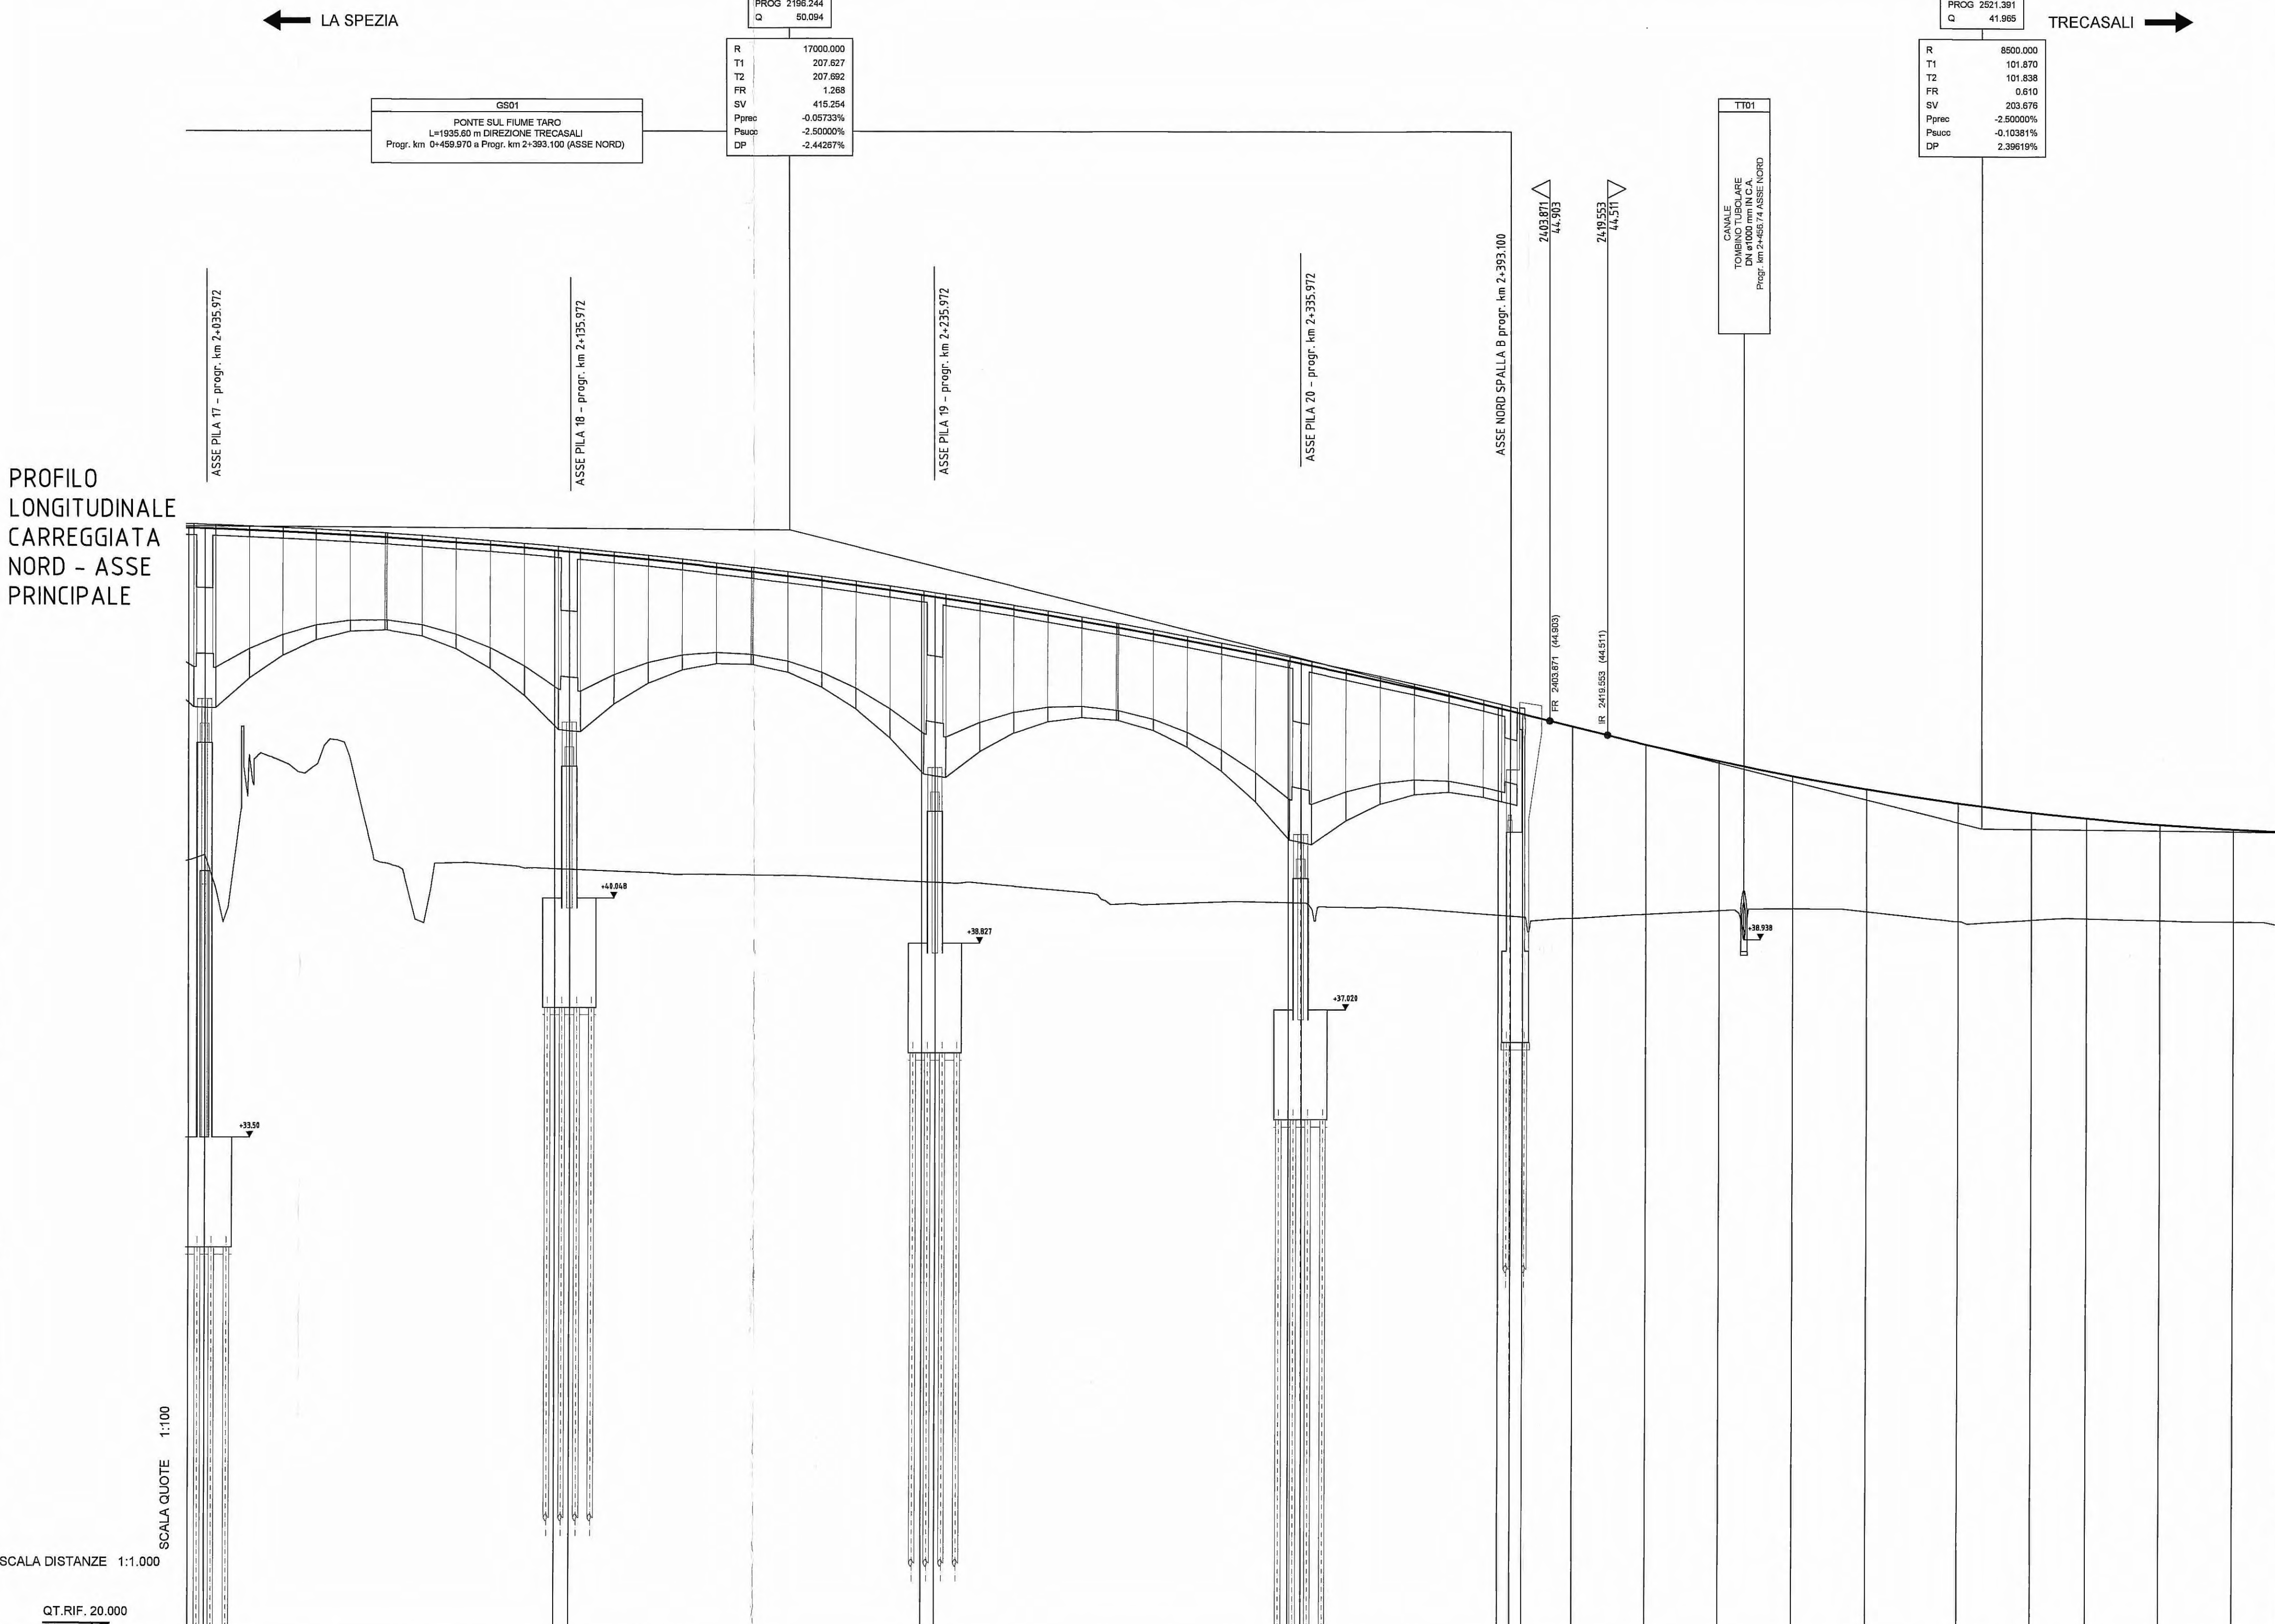 LA SPEZIA
PROG 2196.244
Q 50.094
R 17000.000
T1 207.627
T2 207.692
FR 1.268
SV 415.254
Pprec -0.05733%
Psucc -2.50000%
DP -2.44267%
PROG 2521.391
Q 41.965
TRECASALI
R 8500.000
T1 101.870
T2 101.838
FR 0.610
SV 203.676
Pprec -2.50000%
Psucc -0.10381%
DP 2.39619%
GS01
PONTE SUL FIUME TARO
L=1935.60 m DIREZIONE TRECASALI
Progr. km 0+459.970 a Progr. km 2+393.100 (ASSE NORD)
TT01
CANALE
TOMBINO TUBOLARE
DN ø1000 mm IN C.A.
Progr. km 2+456.74 ASSE NORD
ASSE PILA 17 - progr. km 2+035.972
ASSE PILA 18 - progr. km 2+135.972
ASSE PILA 19 - progr. km 2+235.972
ASSE PILA 20 - progr. km 2+335.972
ASSE NORD SPALLA B progr. km 2+393.100
2403.871
44.903
2419.553
44.511
PROFILO
LONGITUDINALE
CARREGGIATA
NORD - ASSE
PRINCIPALE
FR 2403.871 (44.903)
IR 2419.553 (44.511)
+40.048
+38.827
+38.938
+37.020
+33.50
SCALA QUOTE 1:100
SCALA DISTANZE 1:1.000
QT.RIF. 20.000